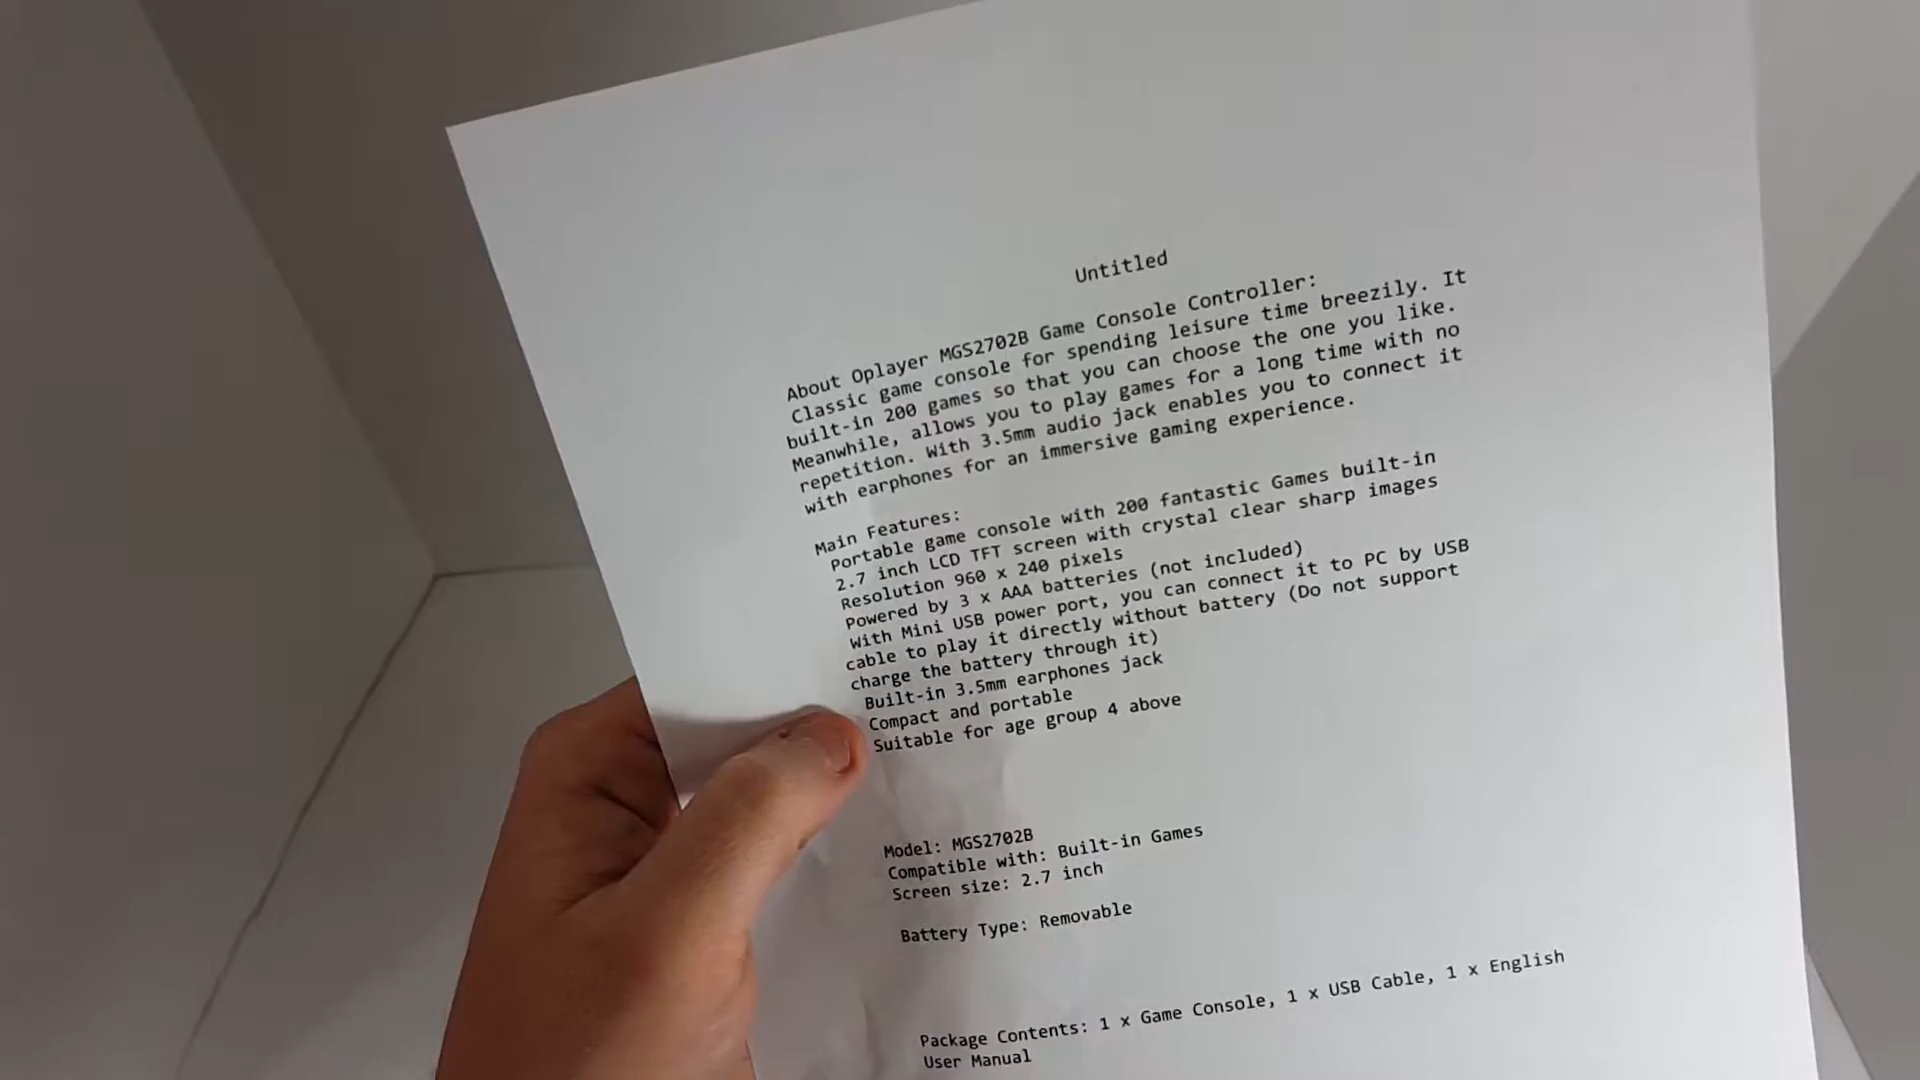 Untitled
About Oplayer MGS2702B Game Console Controller:
Classic game console for spending leisure time breezily. It
built-in 200 games so that you can choose the one you like.
Meanwhile, allows you to play games for a long time with no
repetition. With 3.5mm audio jack enables you to connect it
with earphones for an immersive gaming experience.
Main Features:
Portable game console with 200 fantastic Games built-in
2.7 inch LCD TFT screen with crystal clear sharp images
Resolution 960 x 240 pixels
Powered by 3 x AAA batteries (not included)
With Mini USB power port, you can connect it to PC by USB
cable to play it directly without battery (Do not support
charge the battery through it)
Built-in 3.5mm earphones jack
Compact and portable
Suitable for age group 4 above
Model: MGS2702B
Compatible with: Built-in Games
Screen size: 2.7 inch
Battery Type: Removable
Package Contents: 1 x Game Console, 1 x USB Cable, 1 x English
User Manual